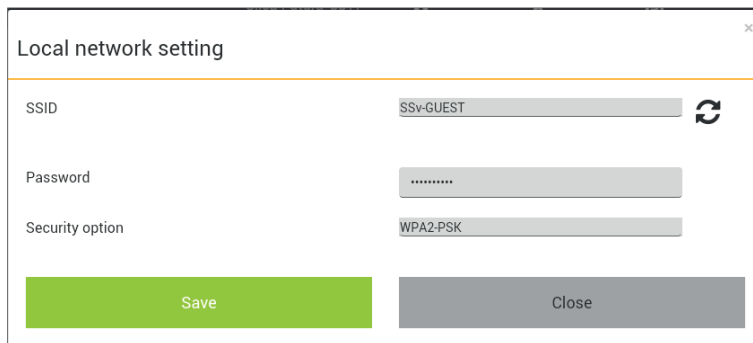 ×
Local network setting
SSID
SSv-GUEST
Password
··········
Security option
WPA2-PSK
Save
Close